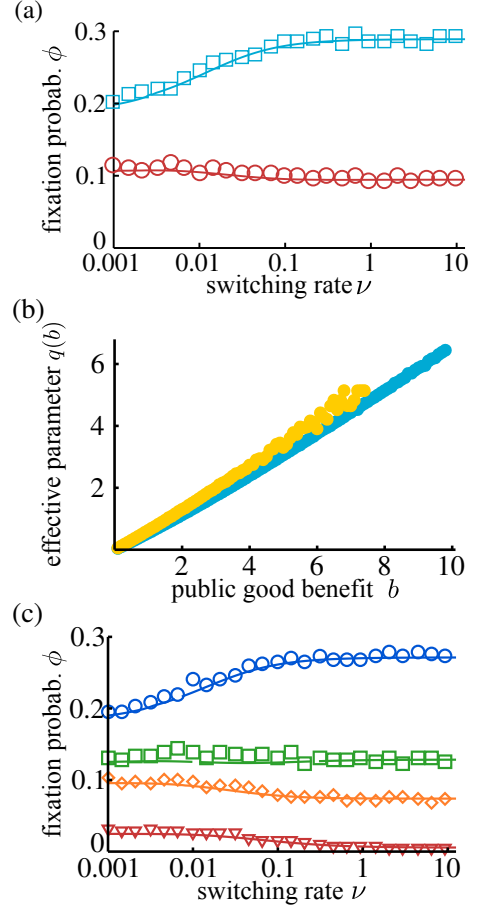 (a)
fixation probab. ϕ
0.3
0.2
0.1
0
0.001 0.01 0.1 1 10
switching rate ν
(b)
effective parameter q(b)
6
4
2
2 4 6 8 10
public good benefit b
(c)
fixation probab. ϕ
0.3
0.2
0.1
0
0.001 0.01 0.1 1 10
switching rate ν